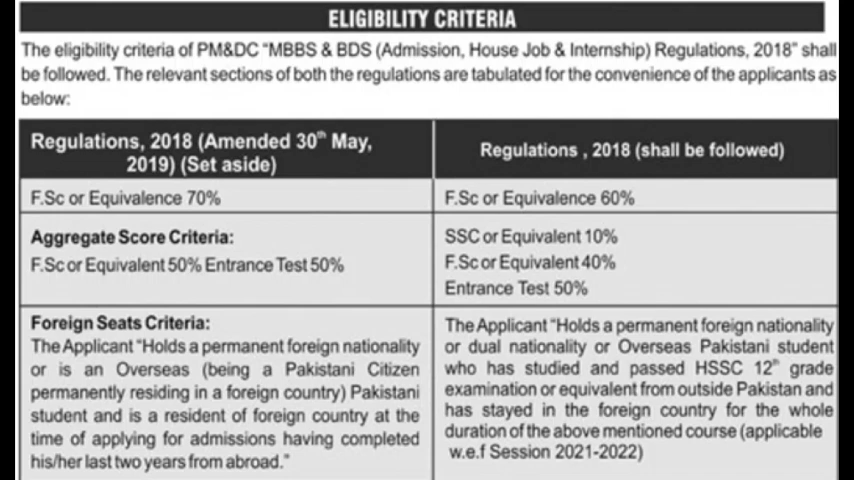 ELIGIBILITY CRITERIA
The eligibility criteria of PM&DC “MBBS & BDS (Admission, House Job & Internship) Regulations, 2018” shall
be followed. The relevant sections of both the regulations are tabulated for the convenience of the applicants as
below:
Regulations, 2018 (Amended 30th May,
2019) (Set aside)
Regulations , 2018 (shall be followed)
F.Sc or Equivalence 70%
F.Sc or Equivalence 60%
Aggregate Score Criteria:
F.Sc or Equivalent 50% Entrance Test 50%
SSC or Equivalent 10%
F.Sc or Equivalent 40%
Entrance Test 50%
Foreign Seats Criteria:
The Applicant “Holds a permanent foreign nationality
or is an Overseas (being a Pakistani Citizen
permanently residing in a foreign country) Pakistani
student and is a resident of foreign country at the
time of applying for admissions having completed
his/her last two years from abroad.”
The Applicant “Holds a permanent foreign nationality
or dual nationality or Overseas Pakistani student
who has studied and passed HSSC 12th grade
examination or equivalent from outside Pakistan and
has stayed in the foreign country for the whole
duration of the above mentioned course (applicable
w.e.f Session 2021-2022)